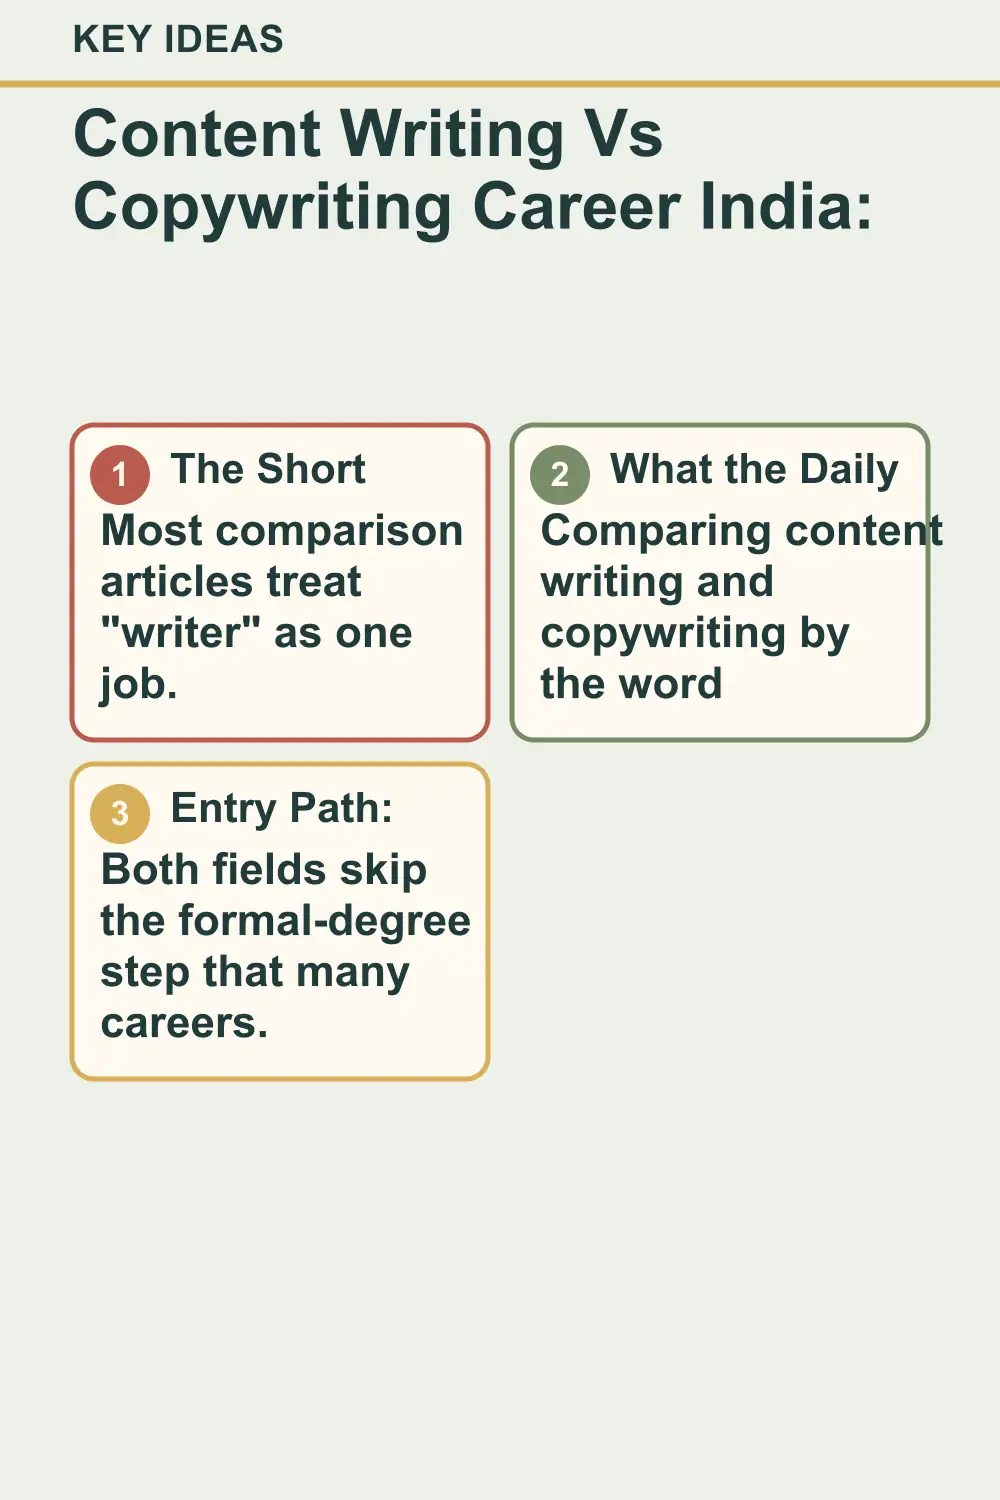 KEY IDEAS
Content Writing Vs
Copywriting Career India:
1
The Short
Most comparison
articles treat
"writer" as one
job.
2
What the Daily
Comparing content
writing and
copywriting by
the word
3
Entry Path:
Both fields skip
the formal-degree
step that many
careers.